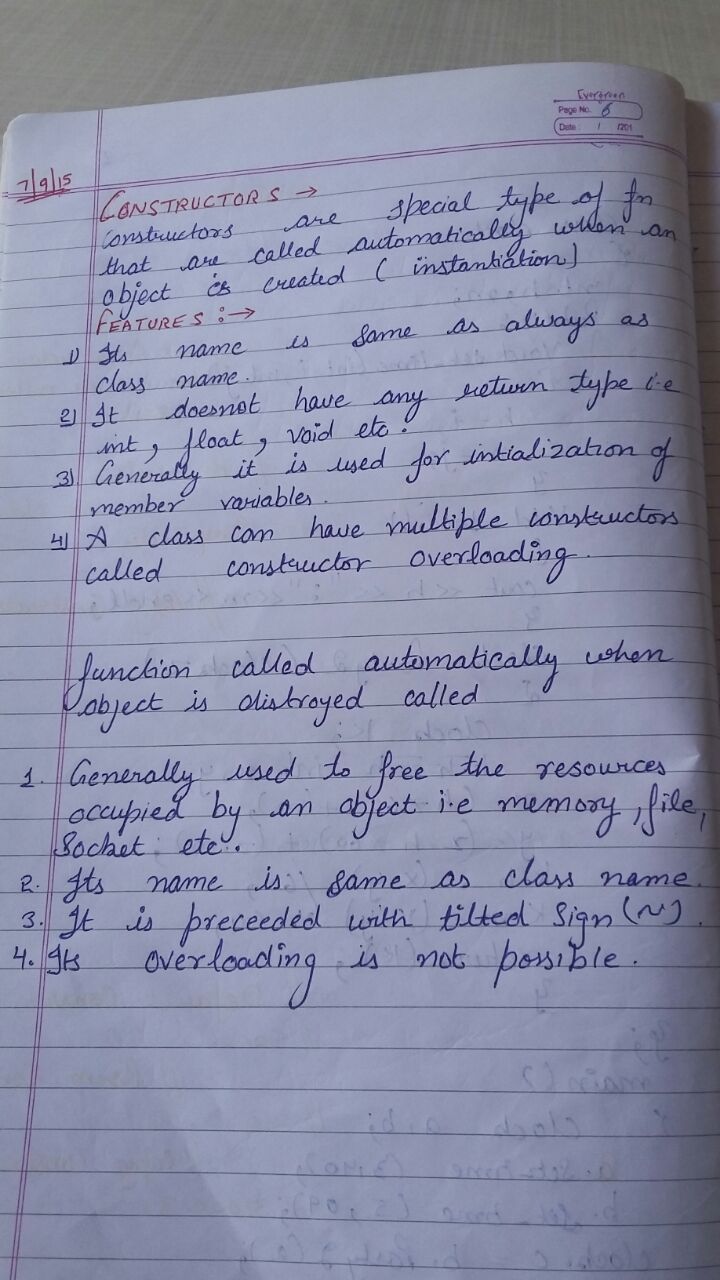 Evergreen
Page No. 6
Date: / /201
7/9/15
CONSTRUCTORS →
constructors are special type of fn
that are called automatically when an
object is created ( instantiation)
FEATURES :→
1) Its name is same as always as
class name.
2) It doesnot have any return type i.e
int, float, void etc.
3) Generally it is used for intialization of
member variables.
4) A class can have multiple constructors
called constructor overloading.
function called automatically when
object is distroyed called
1. Generally used to free the resources
occupied by an object i.e memory, file,
Socket etc.
2. Its name is same as class name.
3. It is preceeded with tilted Sign (~).
4. Its overloading is not possible.